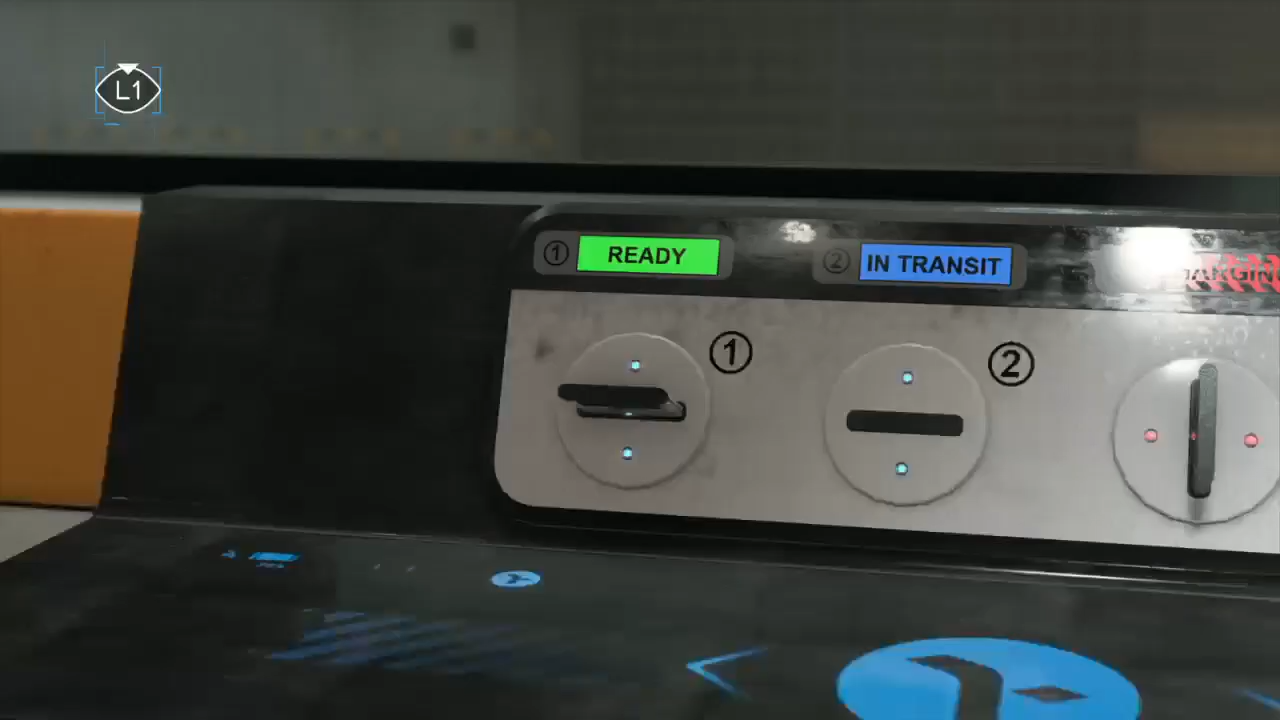 L1
① READY
② IN TRANSIT
①
②